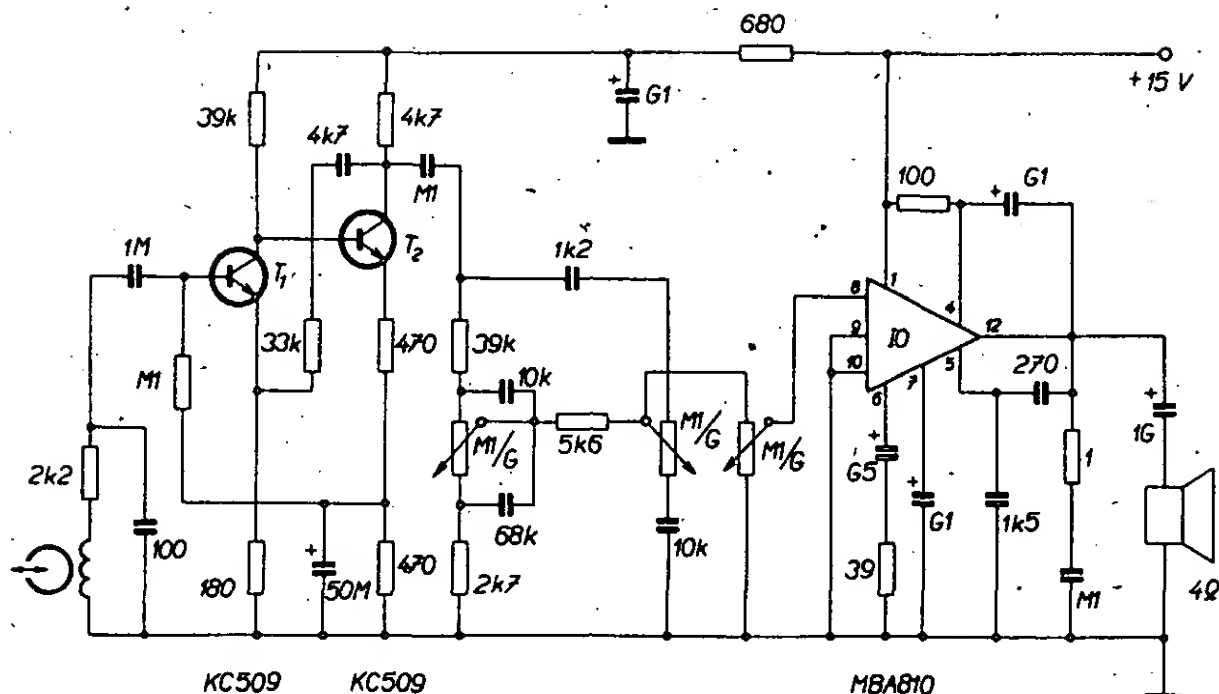 680
+15 V
+
G1
39k
4k7
4k7
M1
100
+
G1
1M
T1
T2
1k2
1
8
4
9
IO
12
10
5
6
7
33k
470
39k
270
M1
10k
M1/G
5k6
M1/G
M1/G
+
G5
+
1G
1
2k2
68k
+
G1
1k5
100
+
180
50M
470
2k7
10k
39
M1
4Ω
KC509 KC509 MBA810